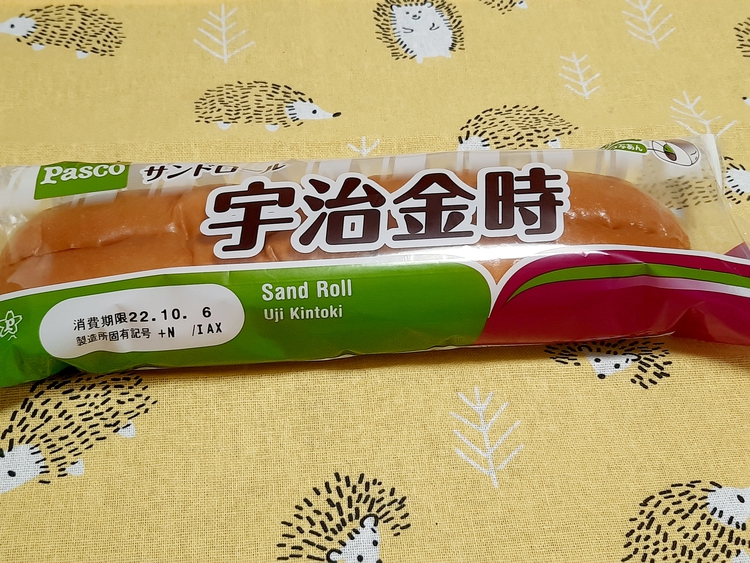 Pasco サンドロール
宇治金時
Sand Roll
Uji Kintoki
消費期限22.10. 6
製造所固有記号 +N /IAX